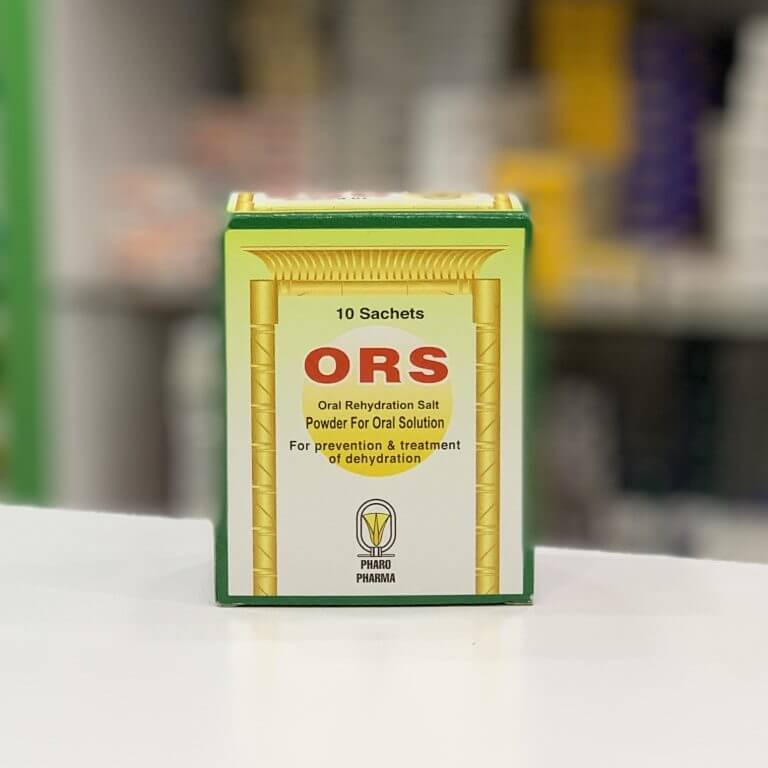 10 Sachets
ORS
Oral Rehydration Salt
Powder For Oral Solution
For prevention & treatment
of dehydration
PHARO
PHARMA